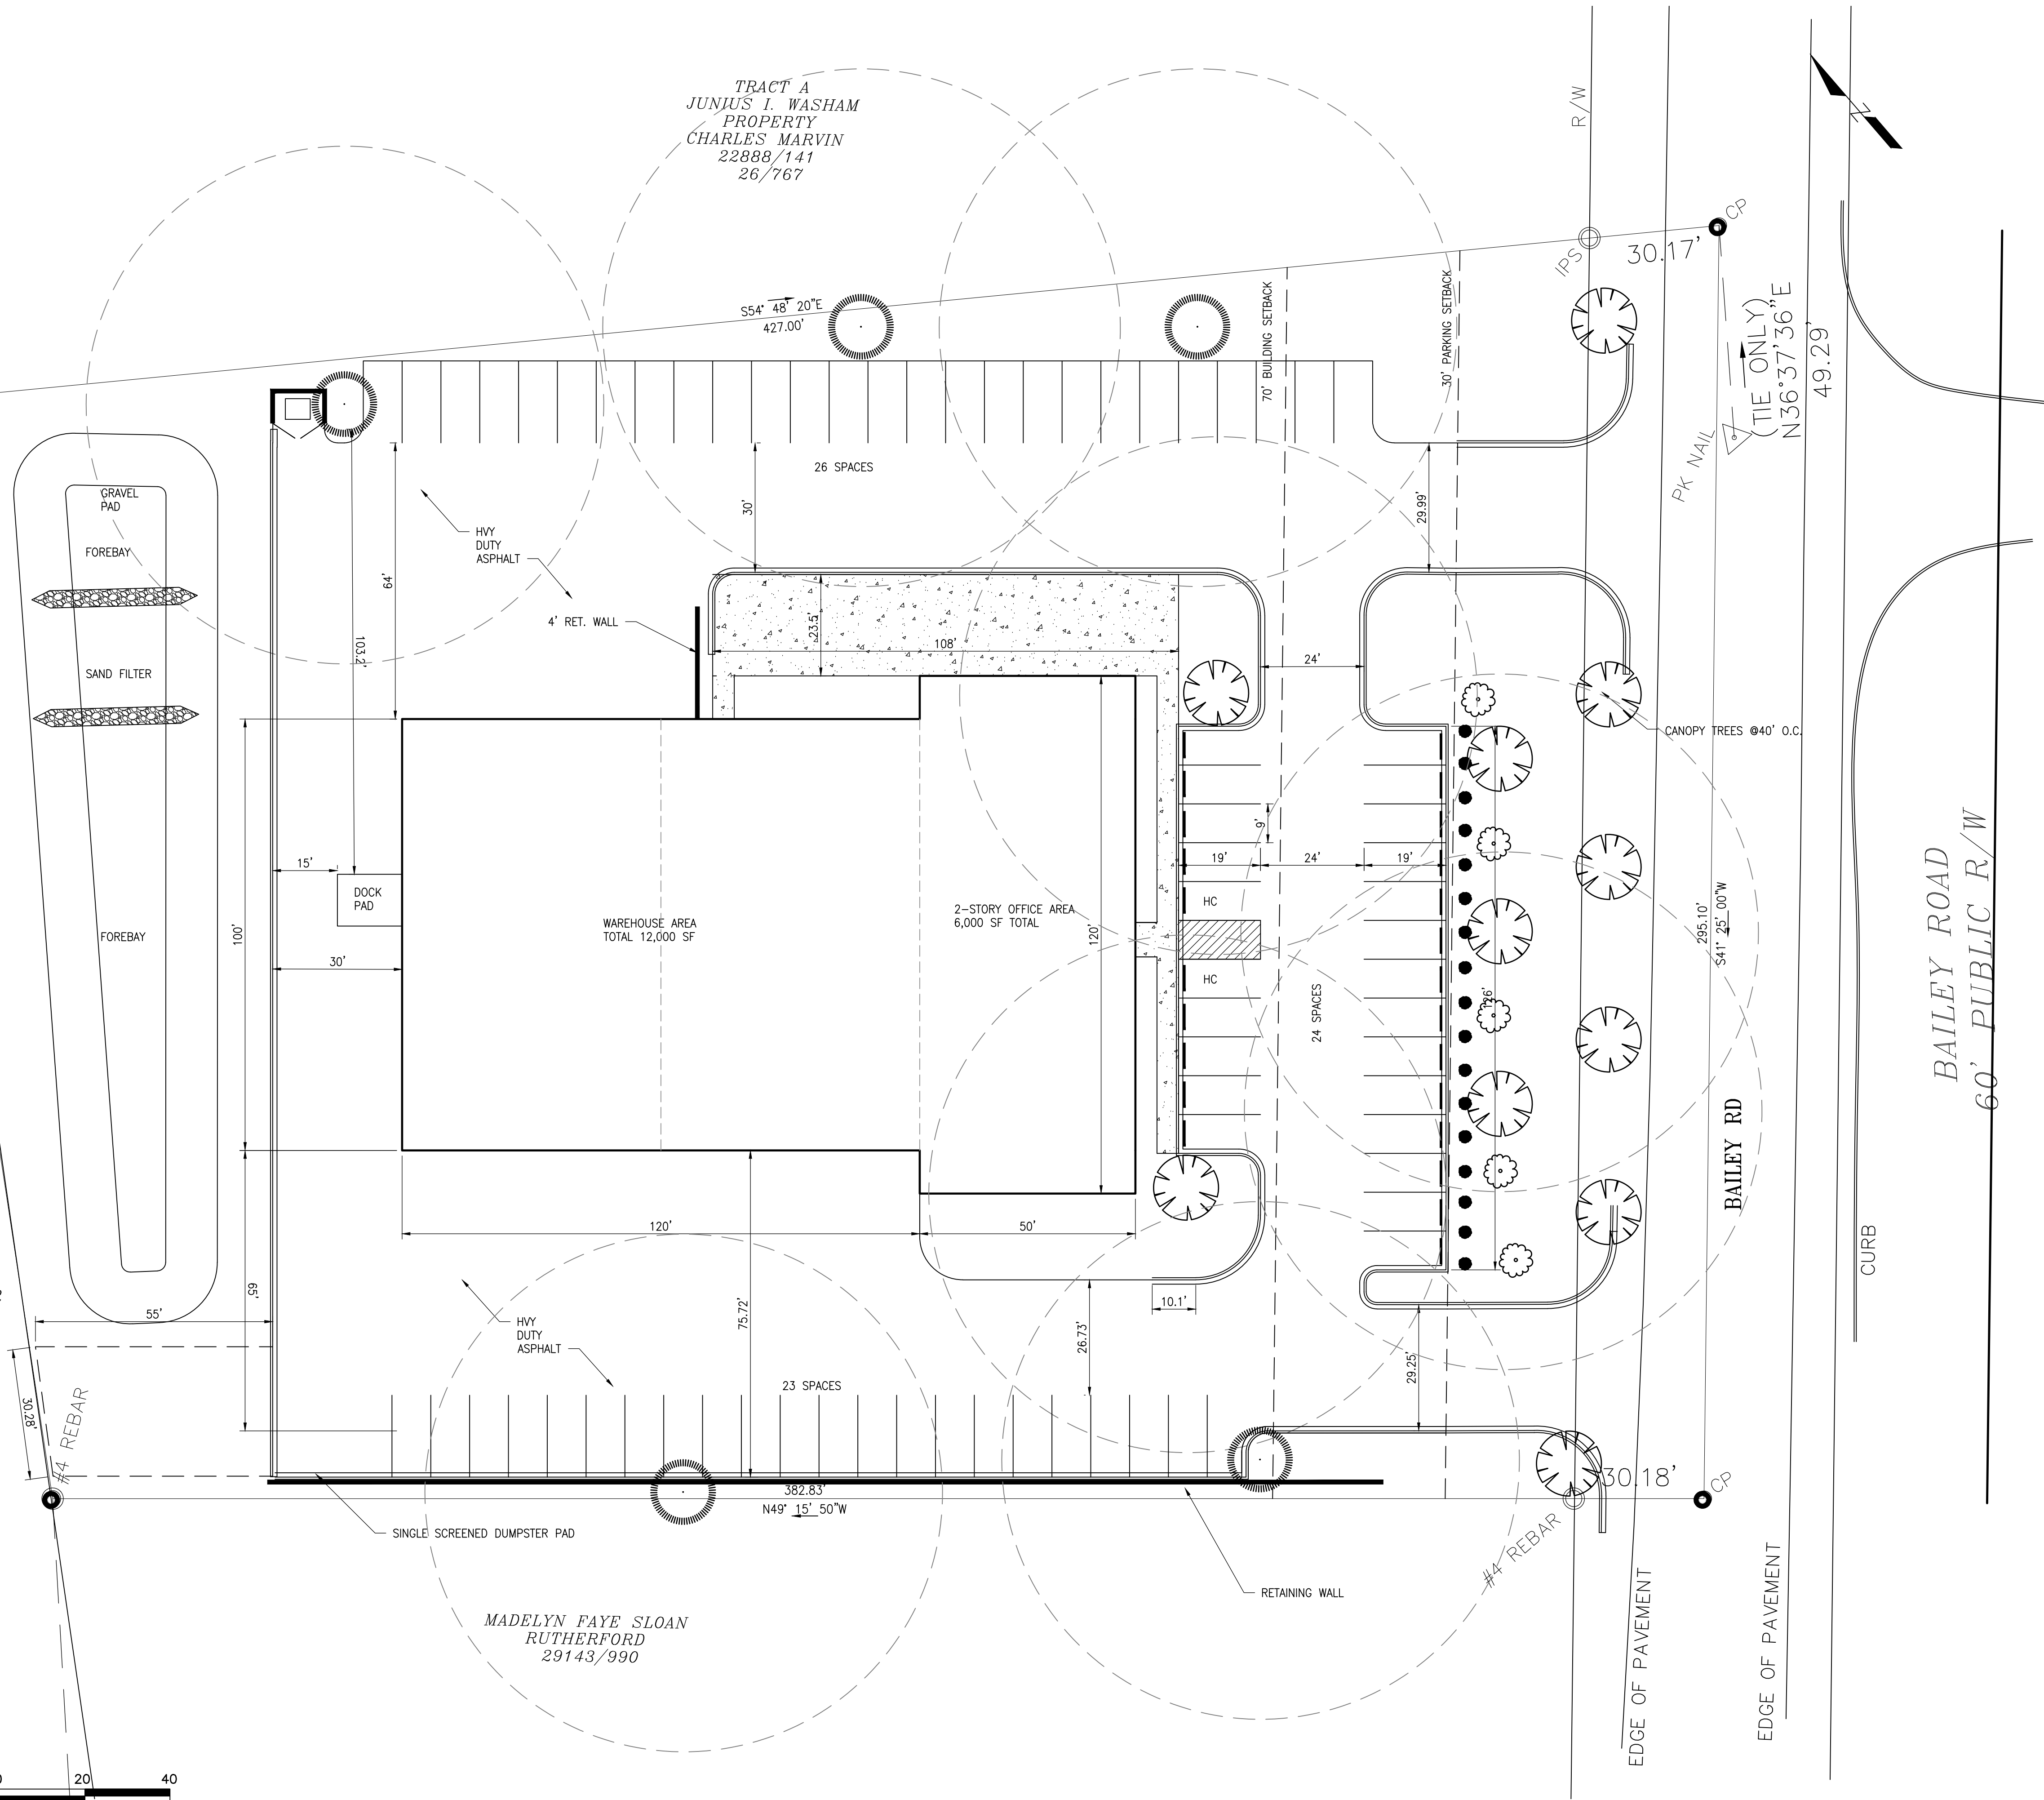 TRACT A
JUNIUS I. WASHAM
PROPERTY
CHARLES MARVIN
22888/141
26/767
R/W
N
CP
IPS
30.17'
S54° 48' 20"E
427.00'
70' BUILDING SETBACK
30' PARKING SETBACK
(TIE ONLY)
N36°37'36"E
49.29'
PK NAIL
26 SPACES
30'
29.99'
GRAVEL
PAD
FOREBAY
HVY
DUTY
ASPHALT
64'
103.2'
4' RET. WALL
23.5'
108'
24'
SAND FILTER
CANOPY TREES @40' O.C.
9'
15'
19'
24'
19'
DOCK
PAD
HC
WAREHOUSE AREA
TOTAL 12,000 SF
2-STORY OFFICE AREA
6,000 SF TOTAL
120'
100'
FOREBAY
30'
HC
24 SPACES
126'
295.10'
S41° 25' 00"W
BAILEY ROAD
60' PUBLIC R/W
BAILEY RD
CURB
120'
50'
65'
55'
75.72'
10.1'
HVY
DUTY
ASPHALT
26.73'
29.25'
23 SPACES
30.28'
#4 REBAR
382.83'
N49° 15' 50"W
30.18'
CP
SINGLE SCREENED DUMPSTER PAD
#4 REBAR
RETAINING WALL
MADELYN FAYE SLOAN
RUTHERFORD
29143/990
EDGE OF PAVEMENT
EDGE OF PAVEMENT
20
40